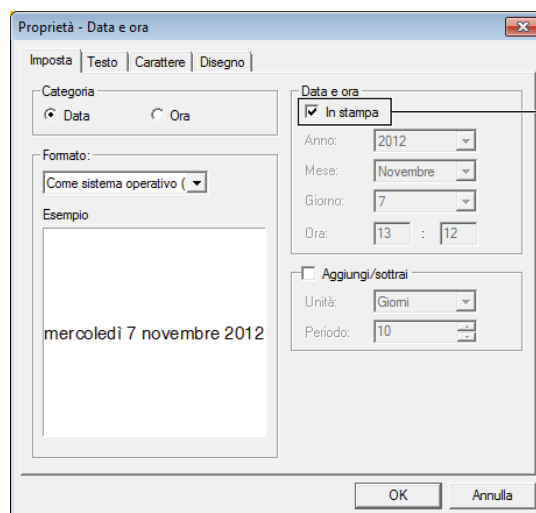 Proprietà - Data e ora
Imposta Testo Carattere Disegno
Categoria
Data Ora
Formato:
Come sistema operativo (
Esempio
mercoledì 7 novembre 2012
Data e ora
In stampa
Anno: 2012
Mese: Novembre
Giorno: 7
Ora: 13 : 12
Aggiungi/sottrai
Unità: Giorni
Periodo: 10
OK Annulla